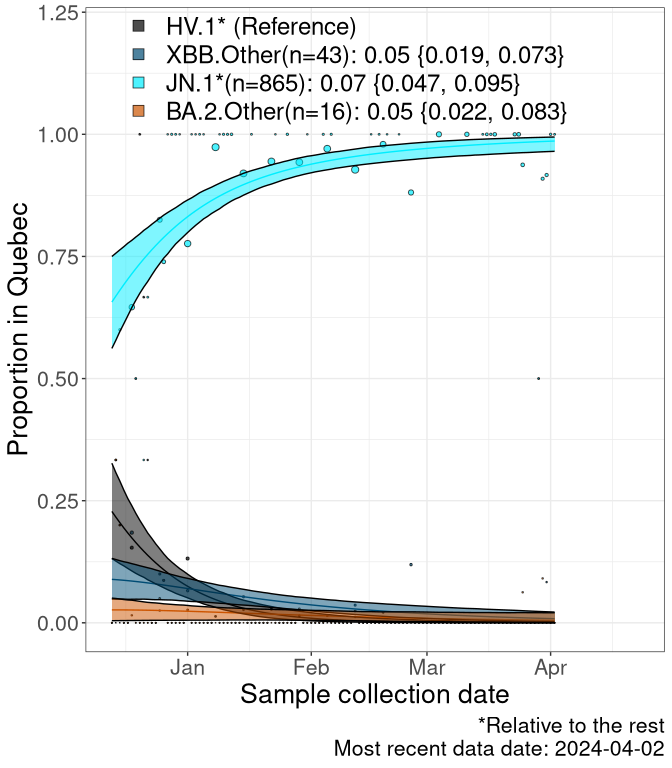 HV.1* (Reference)
XBB.Other(n=43): 0.05 {0.019, 0.073}
JN.1*(n=865): 0.07 {0.047, 0.095}
BA.2.Other(n=16): 0.05 {0.022, 0.083}
1.25
1.00
0.75
0.50
0.25
0.00
Proportion in Quebec
Jan Feb Mar Apr
Sample collection date
*Relative to the rest
Most recent data date: 2024-04-02